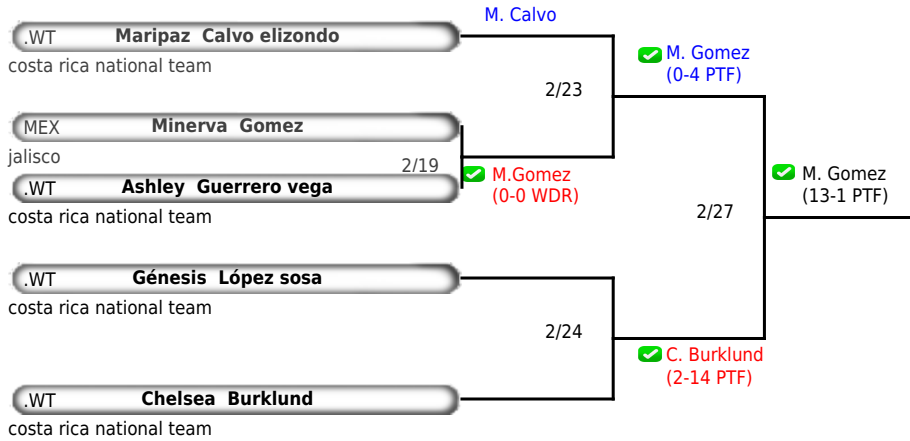 M. Calvo
.WT Maripaz Calvo elizondo
costa rica national team
M. Gomez
(0-4 PTF)
2/23
MEX Minerva Gomez
jalisco
2/19
M.Gomez
(0-0 WDR)
.WT Ashley Guerrero vega
costa rica national team
M. Gomez
(13-1 PTF)
2/27
.WT Génesis López sosa
costa rica national team
2/24
C. Burklund
(2-14 PTF)
.WT Chelsea Burklund
costa rica national team